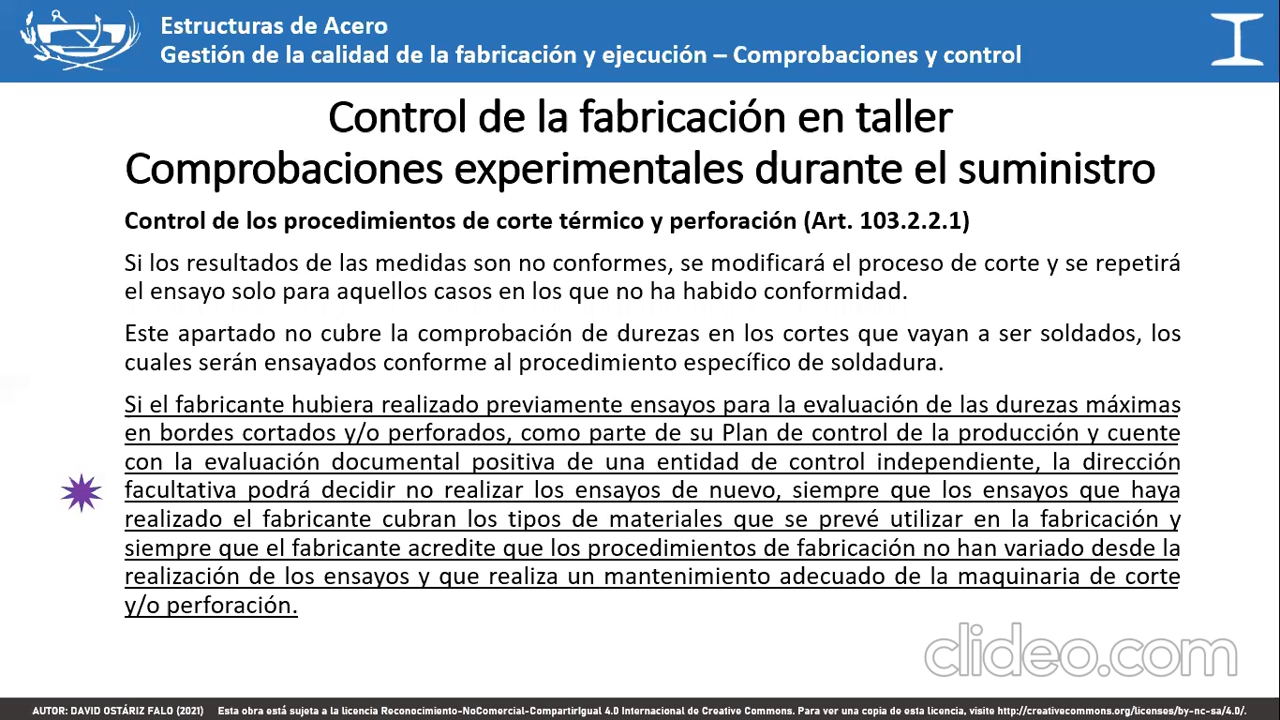 Estructuras de Acero
Gestión de la calidad de la fabricación y ejecución – Comprobaciones y control
Control de la fabricación en taller
Comprobaciones experimentales durante el suministro
Control de los procedimientos de corte térmico y perforación (Art. 103.2.2.1)
Si los resultados de las medidas son no conformes, se modificará el proceso de corte y se repetirá
el ensayo solo para aquellos casos en los que no ha habido conformidad.
Este apartado no cubre la comprobación de durezas en los cortes que vayan a ser soldados, los
cuales serán ensayados conforme al procedimiento específico de soldadura.
Si el fabricante hubiera realizado previamente ensayos para la evaluación de las durezas máximas
en bordes cortados y/o perforados, como parte de su Plan de control de la producción y cuente
con la evaluación documental positiva de una entidad de control independiente, la dirección
facultativa podrá decidir no realizar los ensayos de nuevo, siempre que los ensayos que haya
realizado el fabricante cubran los tipos de materiales que se prevé utilizar en la fabricación y
siempre que el fabricante acredite que los procedimientos de fabricación no han variado desde la
realización de los ensayos y que realiza un mantenimiento adecuado de la maquinaria de corte
y/o perforación.
clideo.com
AUTOR: DAVID OSTÁRIZ FALO (2021) Esta obra está sujeta a la licencia Reconocimiento-NoComercial-CompartirIgual 4.0 Internacional de Creative Commons. Para ver una copia de esta licencia, visite http://creativecommons.org/licenses/by-nc-sa/4.0/.